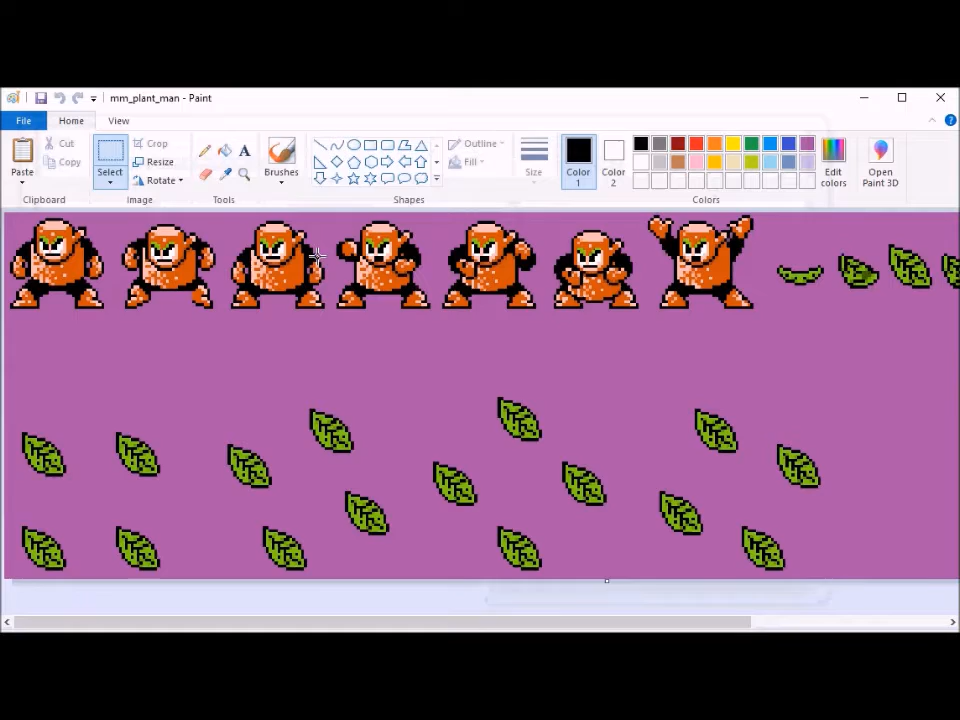 mm_plant_man - Paint
File Home View
Paste
Cut
Copy
Clipboard
Select
Crop
Resize
Rotate
Image
A
Tools
Brushes
Shapes
Outline
Fill
Size
Color 1
Color 2
Colors
Edit colors
Open Paint 3D
?